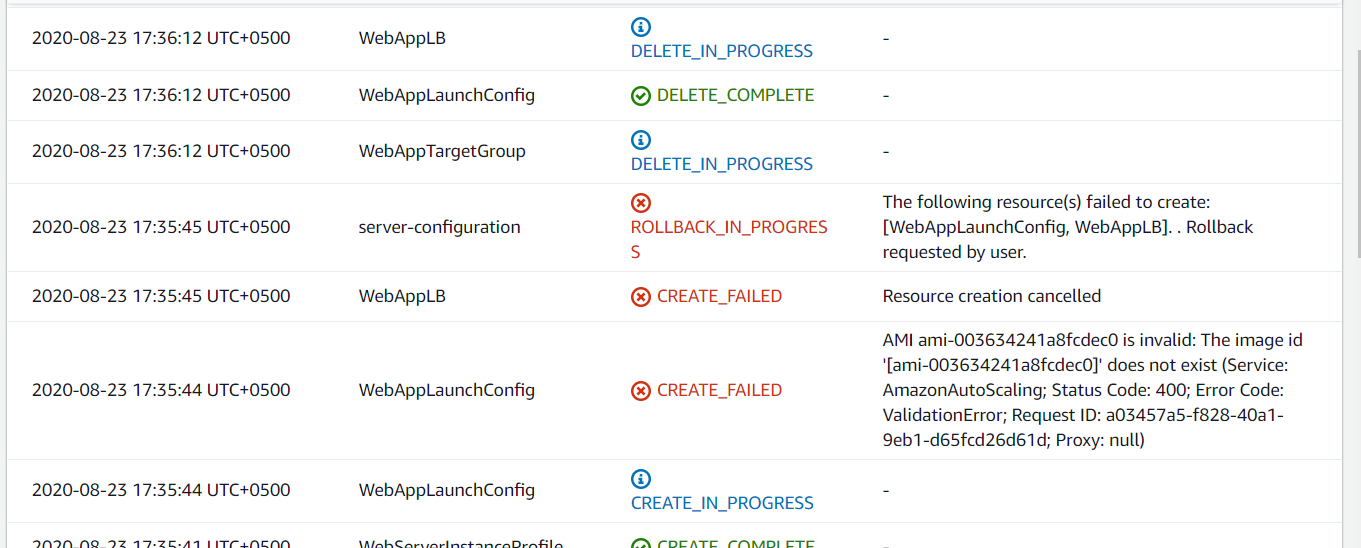 2020-08-23 17:36:12 UTC+0500 WebAppLB DELETE_IN_PROGRESS -
2020-08-23 17:36:12 UTC+0500 WebAppLaunchConfig DELETE_COMPLETE -
2020-08-23 17:36:12 UTC+0500 WebAppTargetGroup DELETE_IN_PROGRESS -
The following resource(s) failed to create:
2020-08-23 17:35:45 UTC+0500 server-configuration ROLLBACK_IN_PROGRES [WebAppLaunchConfig, WebAppLB]. . Rollback
S requested by user.
2020-08-23 17:35:45 UTC+0500 WebAppLB CREATE_FAILED Resource creation cancelled
AMI ami-003634241a8fcdec0 is invalid: The image id
'[ami-003634241a8fcdec0]' does not exist (Service:
2020-08-23 17:35:44 UTC+0500 WebAppLaunchConfig CREATE_FAILED AmazonAutoScaling; Status Code: 400; Error Code:
ValidationError; Request ID: a03457a5-f828-40a1-
9eb1-d65fcd26d61d; Proxy: null)
2020-08-23 17:35:44 UTC+0500 WebAppLaunchConfig CREATE_IN_PROGRESS -
2020-08-23 17:35:41 UTC+0500 WebServerInstanceProfile CREATE_COMPLETE -